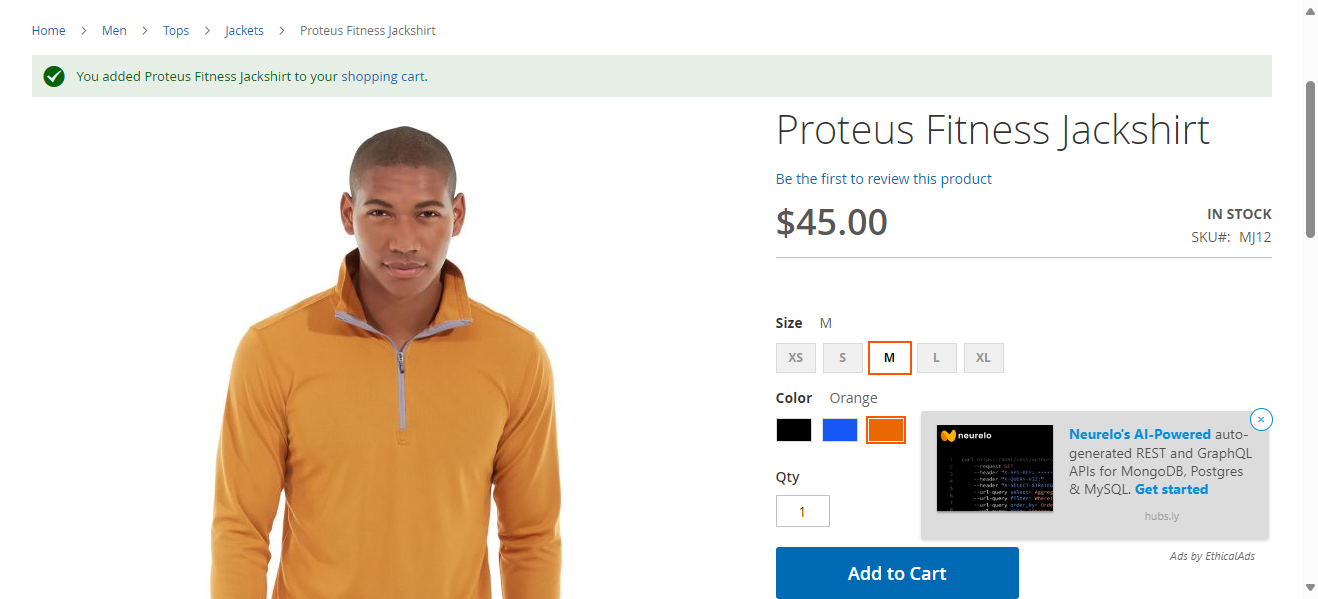 Home > Men > Tops > Jackets > Proteus Fitness Jackshirt
You added Proteus Fitness Jackshirt to your shopping cart.
Proteus Fitness Jackshirt
Be the first to review this product
$45.00
IN STOCK
SKU#: MJ12
Size M
XS S M L XL
Color Orange
Qty
1
Add to Cart
neurelo
Neurelo's AI-Powered auto-
generated REST and GraphQL
APIs for MongoDB, Postgres
& MySQL. Get started
hubs.ly
Ads by EthicalAds